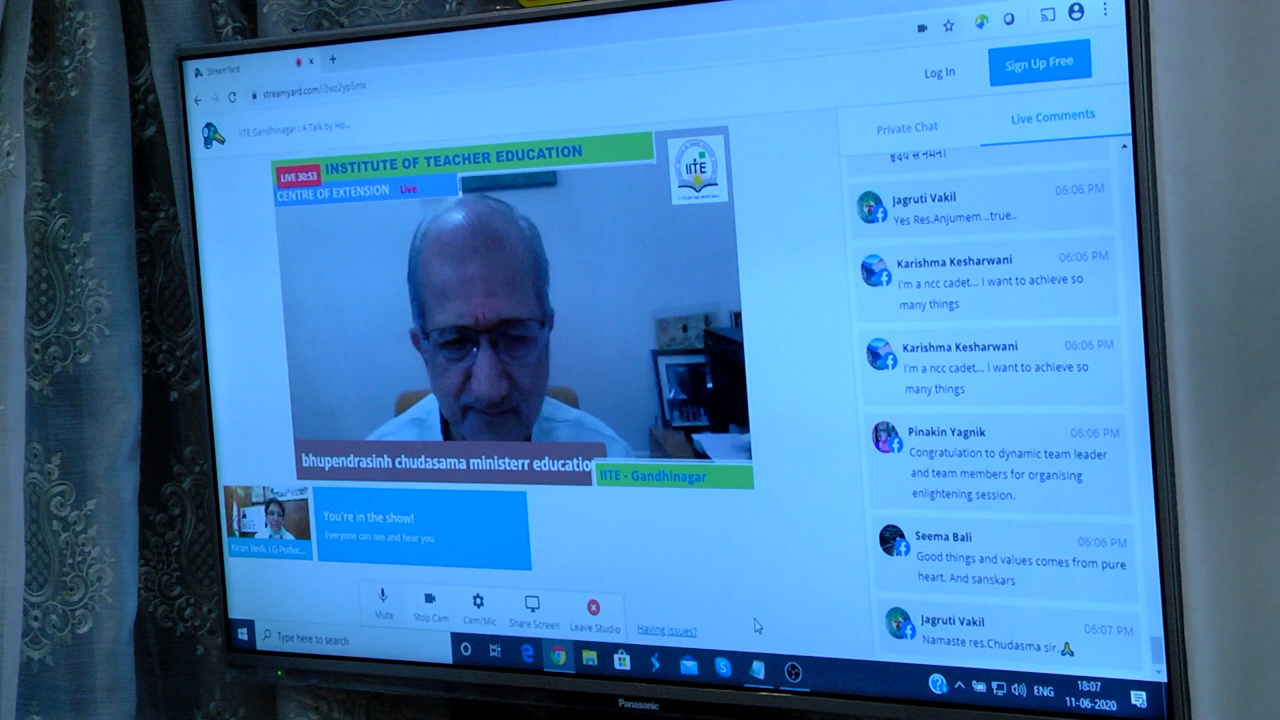 StreamYard
streamyard.com/i3wz2yp5mx
IITE Gandhinagar : A Talk by Ho...
Log In
Sign Up Free
LIVE 30:53
INSTITUTE OF TEACHER EDUCATION
CENTRE OF EXTENSION Live
IITE
bhupendrasinh chudasama ministerr educatio
IITE - Gandhinagar
Kiran Bedi, LG Puduc...
You're in the show!
Everyone can see and hear you
Mute
Stop Cam
Cam/Mic
Share Screen
Leave Studio
Having issues?
Private Chat
Live Comments
हृदय से नमन।
Jagruti Vakil
06:06 PM
Yes Res.Anjumem ..true..
Karishma Kesharwani
06:06 PM
I'm a ncc cadet... I want to achieve so
many things
Karishma Kesharwani
06:06 PM
I'm a ncc cadet... I want to achieve so
many things
Pinakin Yagnik
06:06 PM
Congratulation to dynamic team leader
and team members for organising
enlightening session.
Seema Bali
06:06 PM
Good things and values comes from pure
heart. And sanskars
Jagruti Vakil
06:07 PM
Namaste res.Chudasma sir.🙏
Type here to search
ENG
18:07
11-06-2020
Panasonic